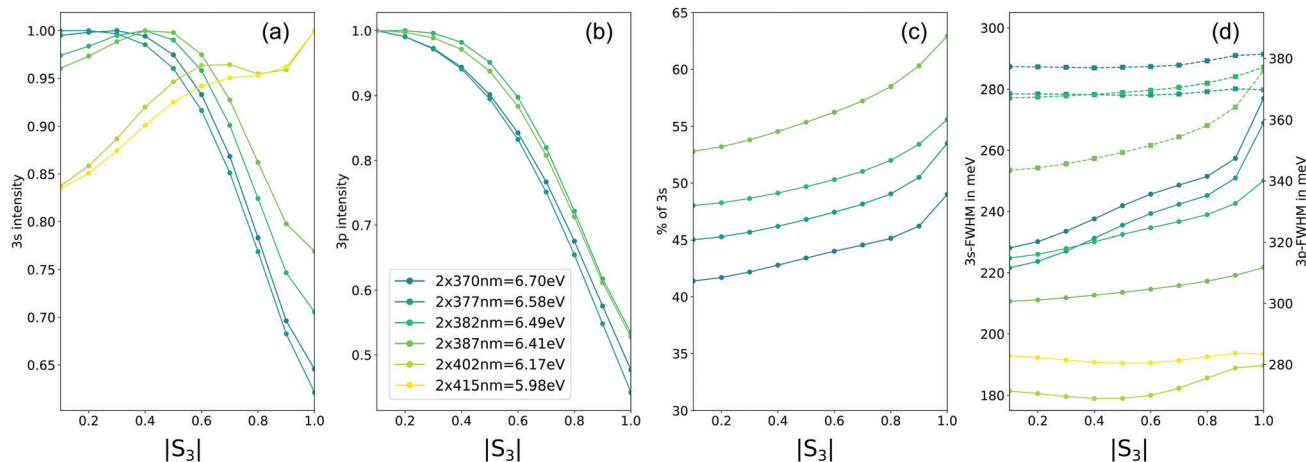 (a)
1.00
0.95
0.90
0.85
0.80
0.75
0.70
0.65
3s intensity
0.2 0.4 0.6 0.8 1.0
|S3|
(b)
1.0
0.9
0.8
0.7
0.6
0.5
3p intensity
2x370nm=6.70eV
2x377nm=6.58eV
2x382nm=6.49eV
2x387nm=6.41eV
2x402nm=6.17eV
2x415nm=5.98eV
0.2 0.4 0.6 0.8 1.0
|S3|
(c)
65
60
55
50
45
40
35
30
% of 3s
0.2 0.4 0.6 0.8 1.0
|S3|
(d)
300
280
260
240
220
200
180
3s-FWHM in meV
380
360
340
320
300
280
3p-FWHM in meV
0.2 0.4 0.6 0.8 1.0
|S3|